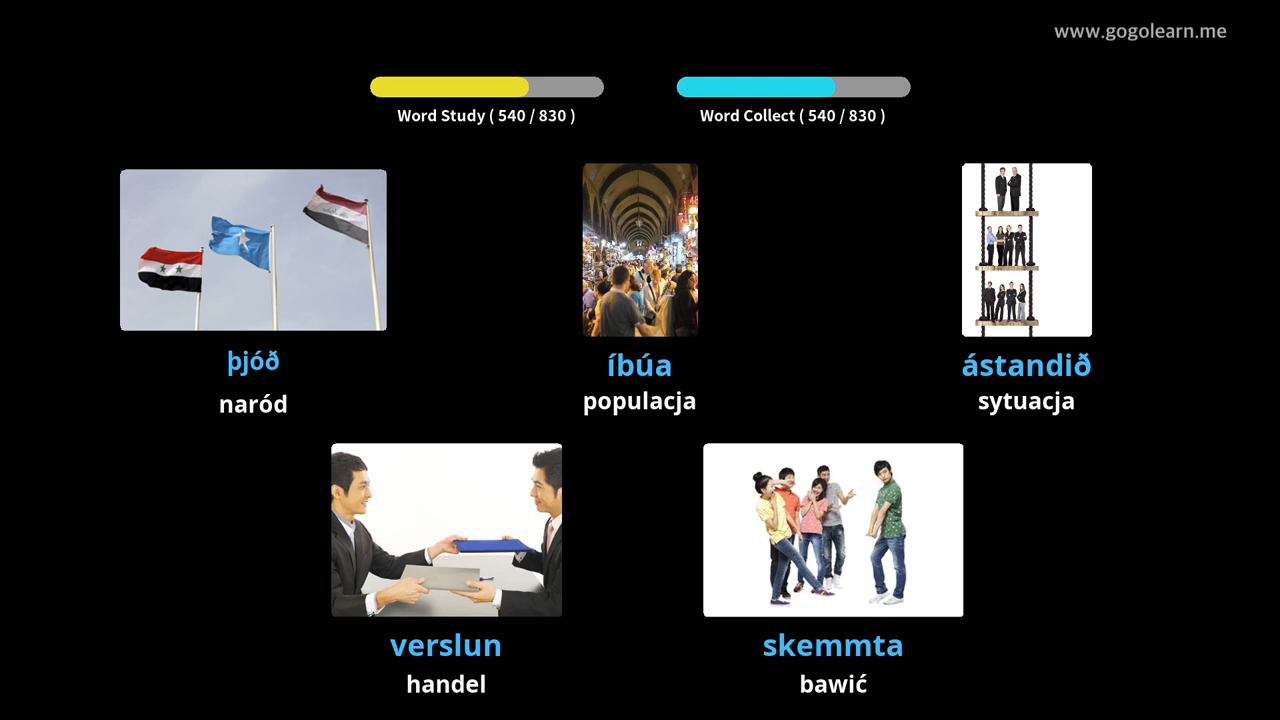 www.gogolearn.me
Word Study ( 540 / 830 )
Word Collect ( 540 / 830 )
þjóð
naród
íbúa
populacja
ástandið
sytuacja
verslun
handel
skemmta
bawić